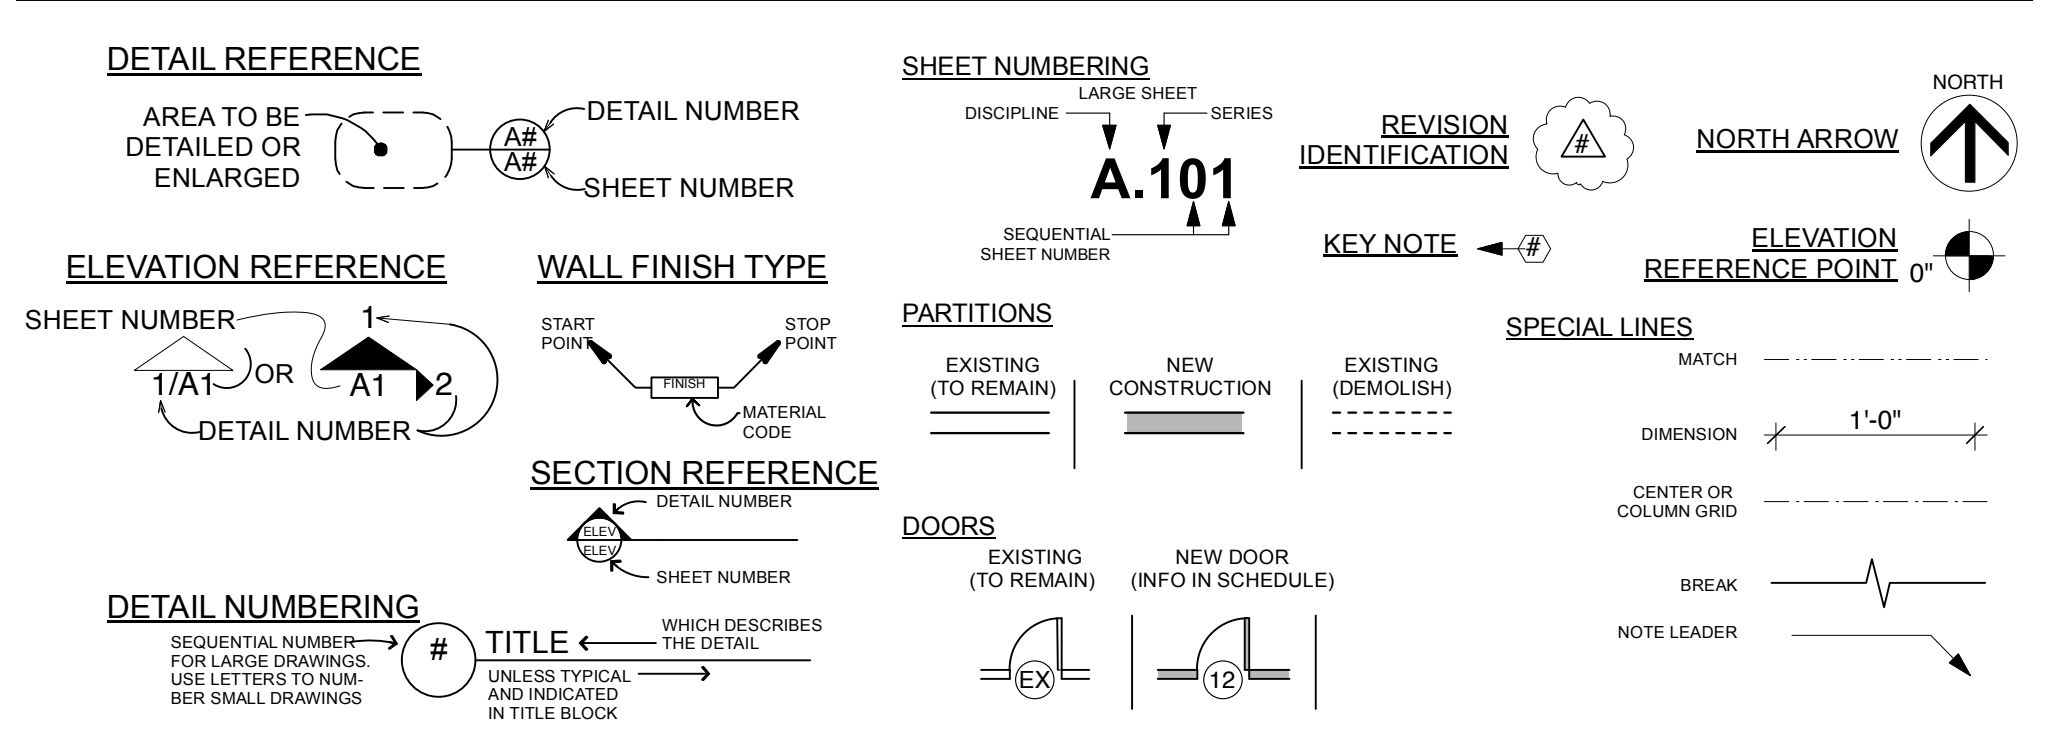 DETAIL REFERENCE
AREA TO BE
DETAILED OR
ENLARGED
A#
A#
DETAIL NUMBER
SHEET NUMBER
ELEVATION REFERENCE
SHEET NUMBER
1/A1
OR
1
A1
2
DETAIL NUMBER
WALL FINISH TYPE
START
POINT
STOP
POINT
FINISH
MATERIAL
CODE
SECTION REFERENCE
DETAIL NUMBER
ELEV
ELEV
SHEET NUMBER
DETAIL NUMBERING
SEQUENTIAL NUMBER
FOR LARGE DRAWINGS.
USE LETTERS TO NUM-
BER SMALL DRAWINGS
#
TITLE
WHICH DESCRIBES
THE DETAIL
UNLESS TYPICAL
AND INDICATED
IN TITLE BLOCK
SHEET NUMBERING
LARGE SHEET
DISCIPLINE
SERIES
A.101
SEQUENTIAL
SHEET NUMBER
REVISION
IDENTIFICATION
#
NORTH ARROW
NORTH
KEY NOTE
#
ELEVATION
REFERENCE POINT
0"
PARTITIONS
EXISTING
(TO REMAIN)
NEW
CONSTRUCTION
EXISTING
(DEMOLISH)
DOORS
EXISTING
(TO REMAIN)
EX
NEW DOOR
(INFO IN SCHEDULE)
12
SPECIAL LINES
MATCH
DIMENSION
1'-0"
CENTER OR
COLUMN GRID
BREAK
NOTE LEADER